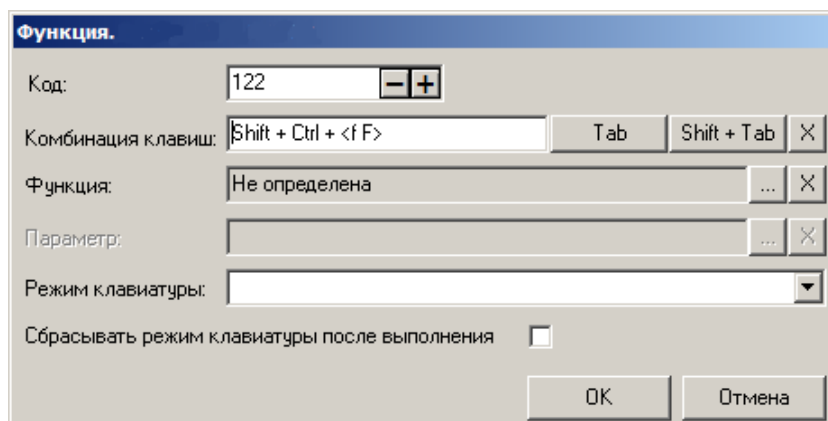 Функция.
Код: 122 − +
Комбинация клавиш: Shift + Ctrl + <f F> Tab Shift + Tab X
Функция: Не определена ... X
Параметр: ... X
Режим клавиатуры:
Сбрасывать режим клавиатуры после выполнения
OK Отмена